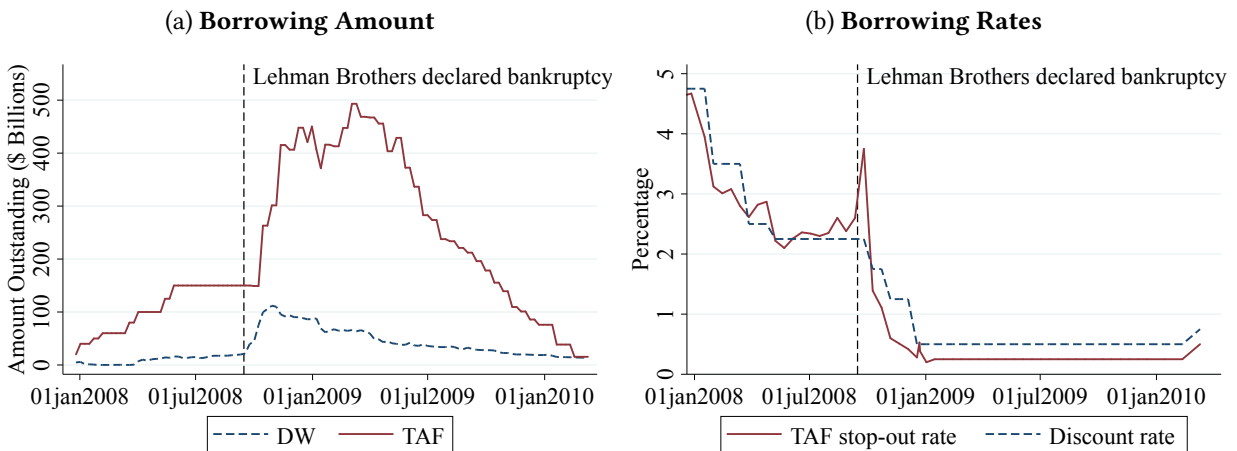 (a) Borrowing Amount
Lehman Brothers declared bankruptcy
Amount Outstanding ($ Billions)
500
400
300
200
100
0
01jan2008
01jul2008
01jan2009
01jul2009
01jan2010
DW
TAF
(b) Borrowing Rates
Lehman Brothers declared bankruptcy
Percentage
5
4
3
2
1
0
01jan2008
01jul2008
01jan2009
01jul2009
01jan2010
TAF stop-out rate
Discount rate